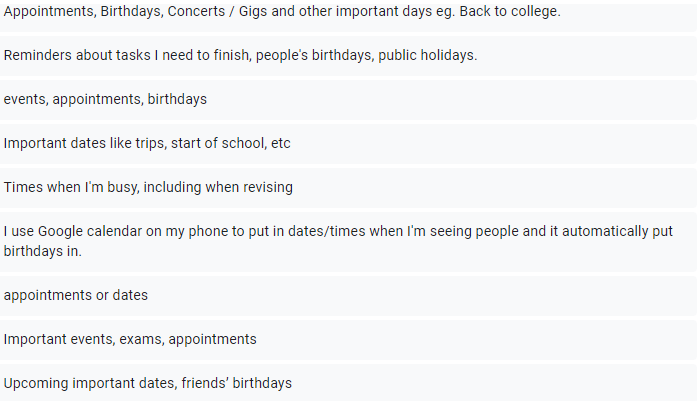 Appointments, Birthdays, Concerts / Gigs and other important days eg. Back to college.
Reminders about tasks I need to finish, people's birthdays, public holidays.
events, appointments, birthdays
Important dates like trips, start of school, etc
Times when I'm busy, including when revising
I use Google calendar on my phone to put in dates/times when I'm seeing people and it automatically put
birthdays in.
appointments or dates
Important events, exams, appointments
Upcoming important dates, friends’ birthdays